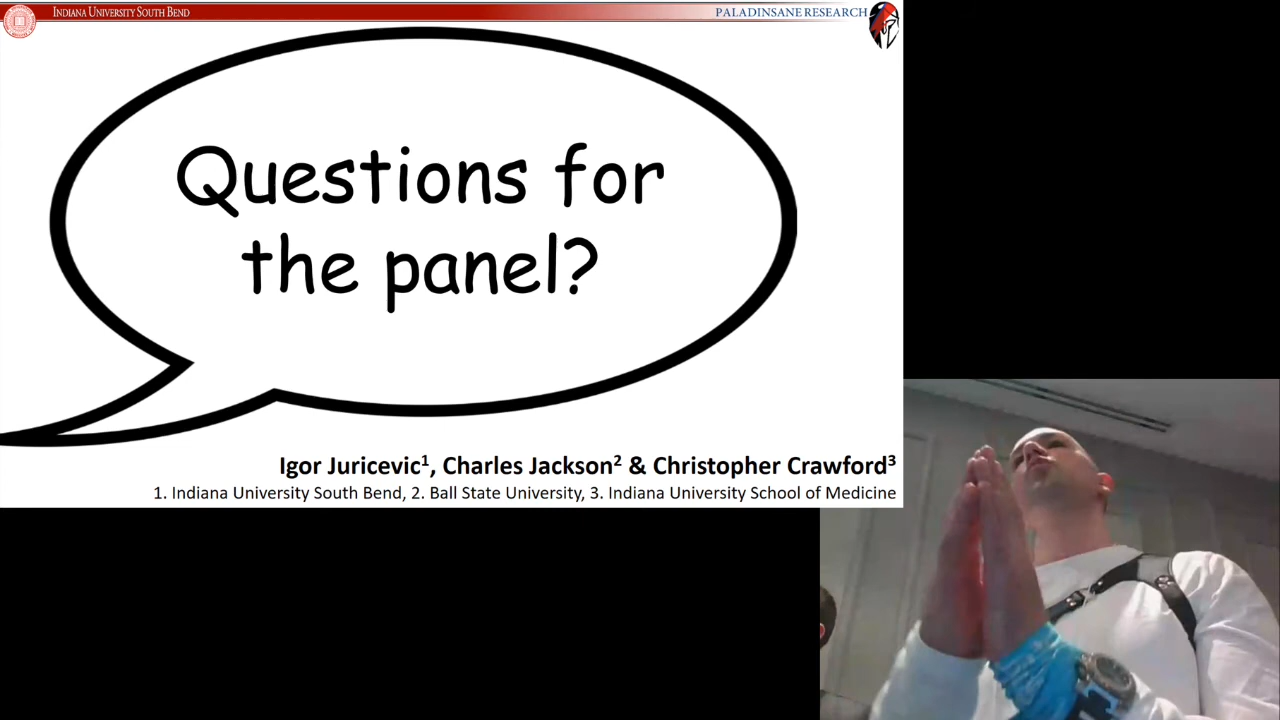 INDIANA UNIVERSITY SOUTH BEND
PALADINSANE RESEARCH
Questions for
the panel?
Igor Juricevic¹, Charles Jackson² & Christopher Crawford³
1. Indiana University South Bend, 2. Ball State University, 3. Indiana University School of Medicine